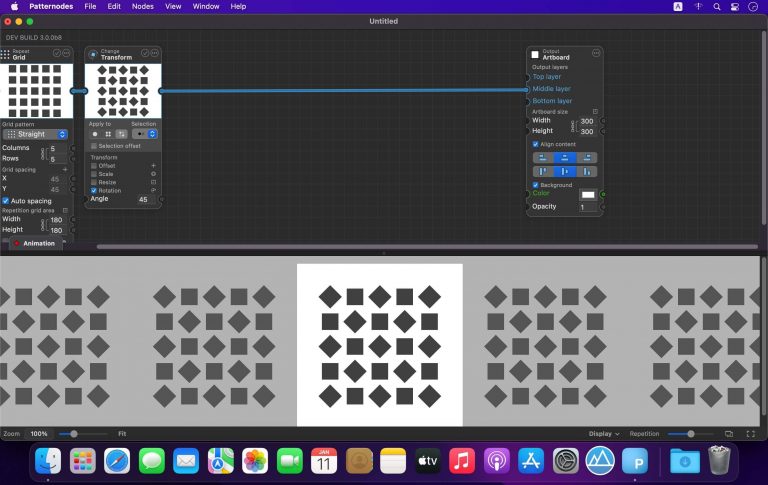 Patternodes File Edit Nodes View Window Help A
Untitled
DEV BUILD 3.0.0b8
Repeat
Grid
Grid pattern
Straight
Columns 5
Rows 5
Grid spacing
X 45
Y 45
Auto spacing
Repetition grid area
Width 180
Height 180
Animation
Change
Transform
Apply to Selection
Selection offset
Transform
Offset
Scale
Resize
Rotation
Angle 45
Output
Artboard
Output layers
Top layer
Middle layer
Bottom layer
Artboard size
Width 300
Height 300
Align content
Background
Color
Opacity 1
Zoom 100% Fit Display Repetition
JAN
11
tv
P